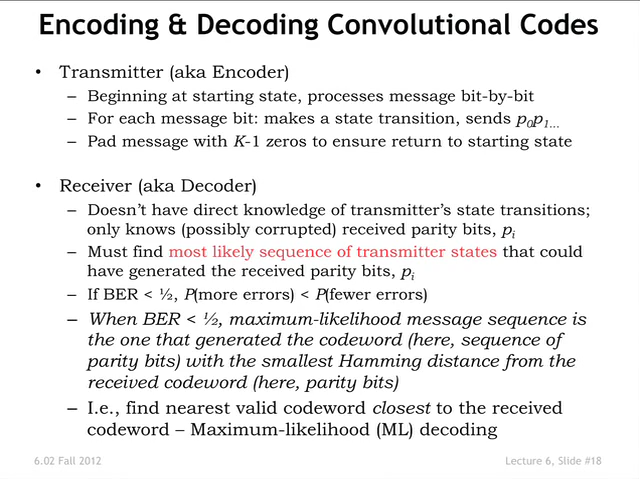 Encoding & Decoding Convolutional Codes
• Transmitter (aka Encoder)
– Beginning at starting state, processes message bit-by-bit
– For each message bit: makes a state transition, sends p0p1...
– Pad message with K-1 zeros to ensure return to starting state
• Receiver (aka Decoder)
– Doesn't have direct knowledge of transmitter's state transitions;
only knows (possibly corrupted) received parity bits, pi
– Must find most likely sequence of transmitter states that could
have generated the received parity bits, pi
– If BER < ½, P(more errors) < P(fewer errors)
– When BER < ½, maximum-likelihood message sequence is
the one that generated the codeword (here, sequence of
parity bits) with the smallest Hamming distance from the
received codeword (here, parity bits)
– I.e., find nearest valid codeword closest to the received
codeword – Maximum-likelihood (ML) decoding
6.02 Fall 2012
Lecture 6, Slide #18